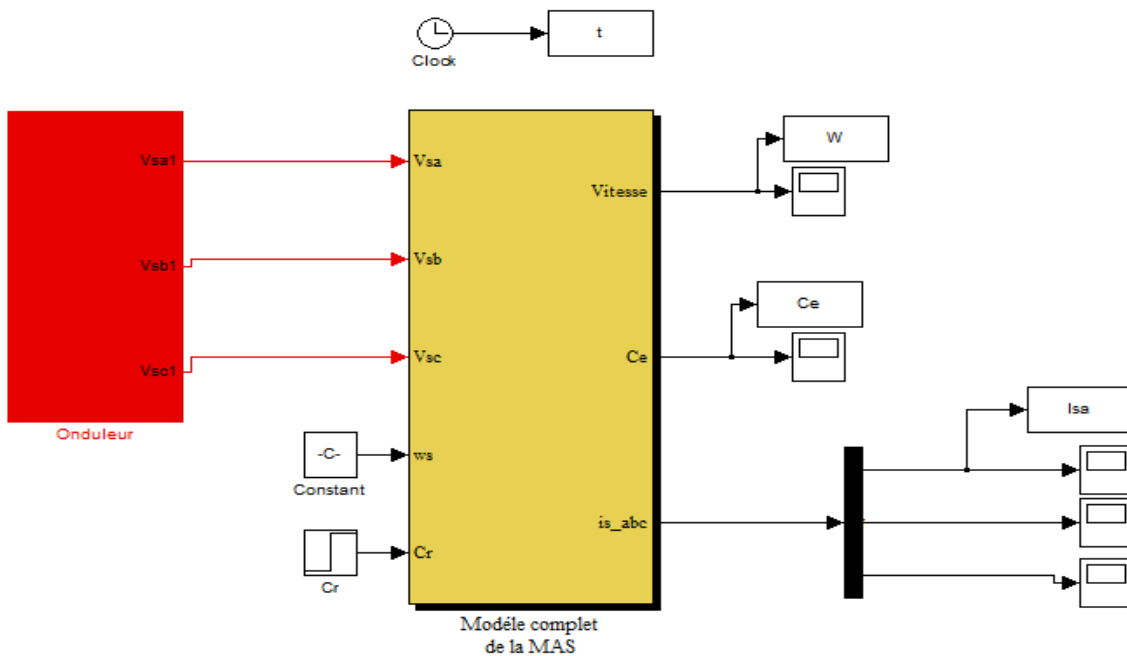 t
Clock
Vsa1
Vsb1
Vsc1
Onduleur
Vsa
Vsb
Vsc
ws
Cr
Vitesse
Ce
is_abc
Modéle complet
de la MAS
-C-
Constant
Cr
W
Ce
Isa